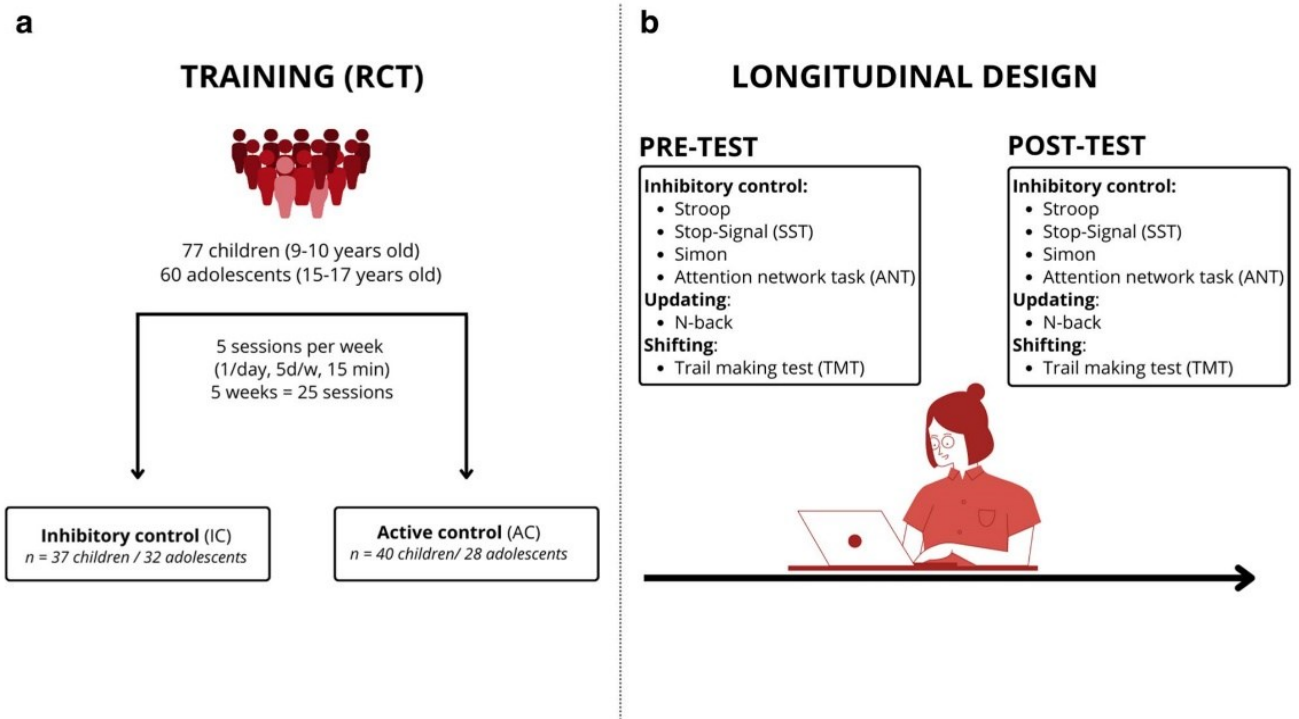 a
TRAINING (RCT)
77 children (9-10 years old)
60 adolescents (15-17 years old)
5 sessions per week
(1/day, 5d/w, 15 min)
5 weeks = 25 sessions
Inhibitory control (IC)
n = 37 children / 32 adolescents
Active control (AC)
n = 40 children/ 28 adolescents
b
LONGITUDINAL DESIGN
PRE-TEST
Inhibitory control:
• Stroop
• Stop-Signal (SST)
• Simon
• Attention network task (ANT)
Updating:
• N-back
Shifting:
• Trail making test (TMT)
POST-TEST
Inhibitory control:
• Stroop
• Stop-Signal (SST)
• Simon
• Attention network task (ANT)
Updating:
• N-back
Shifting:
• Trail making test (TMT)